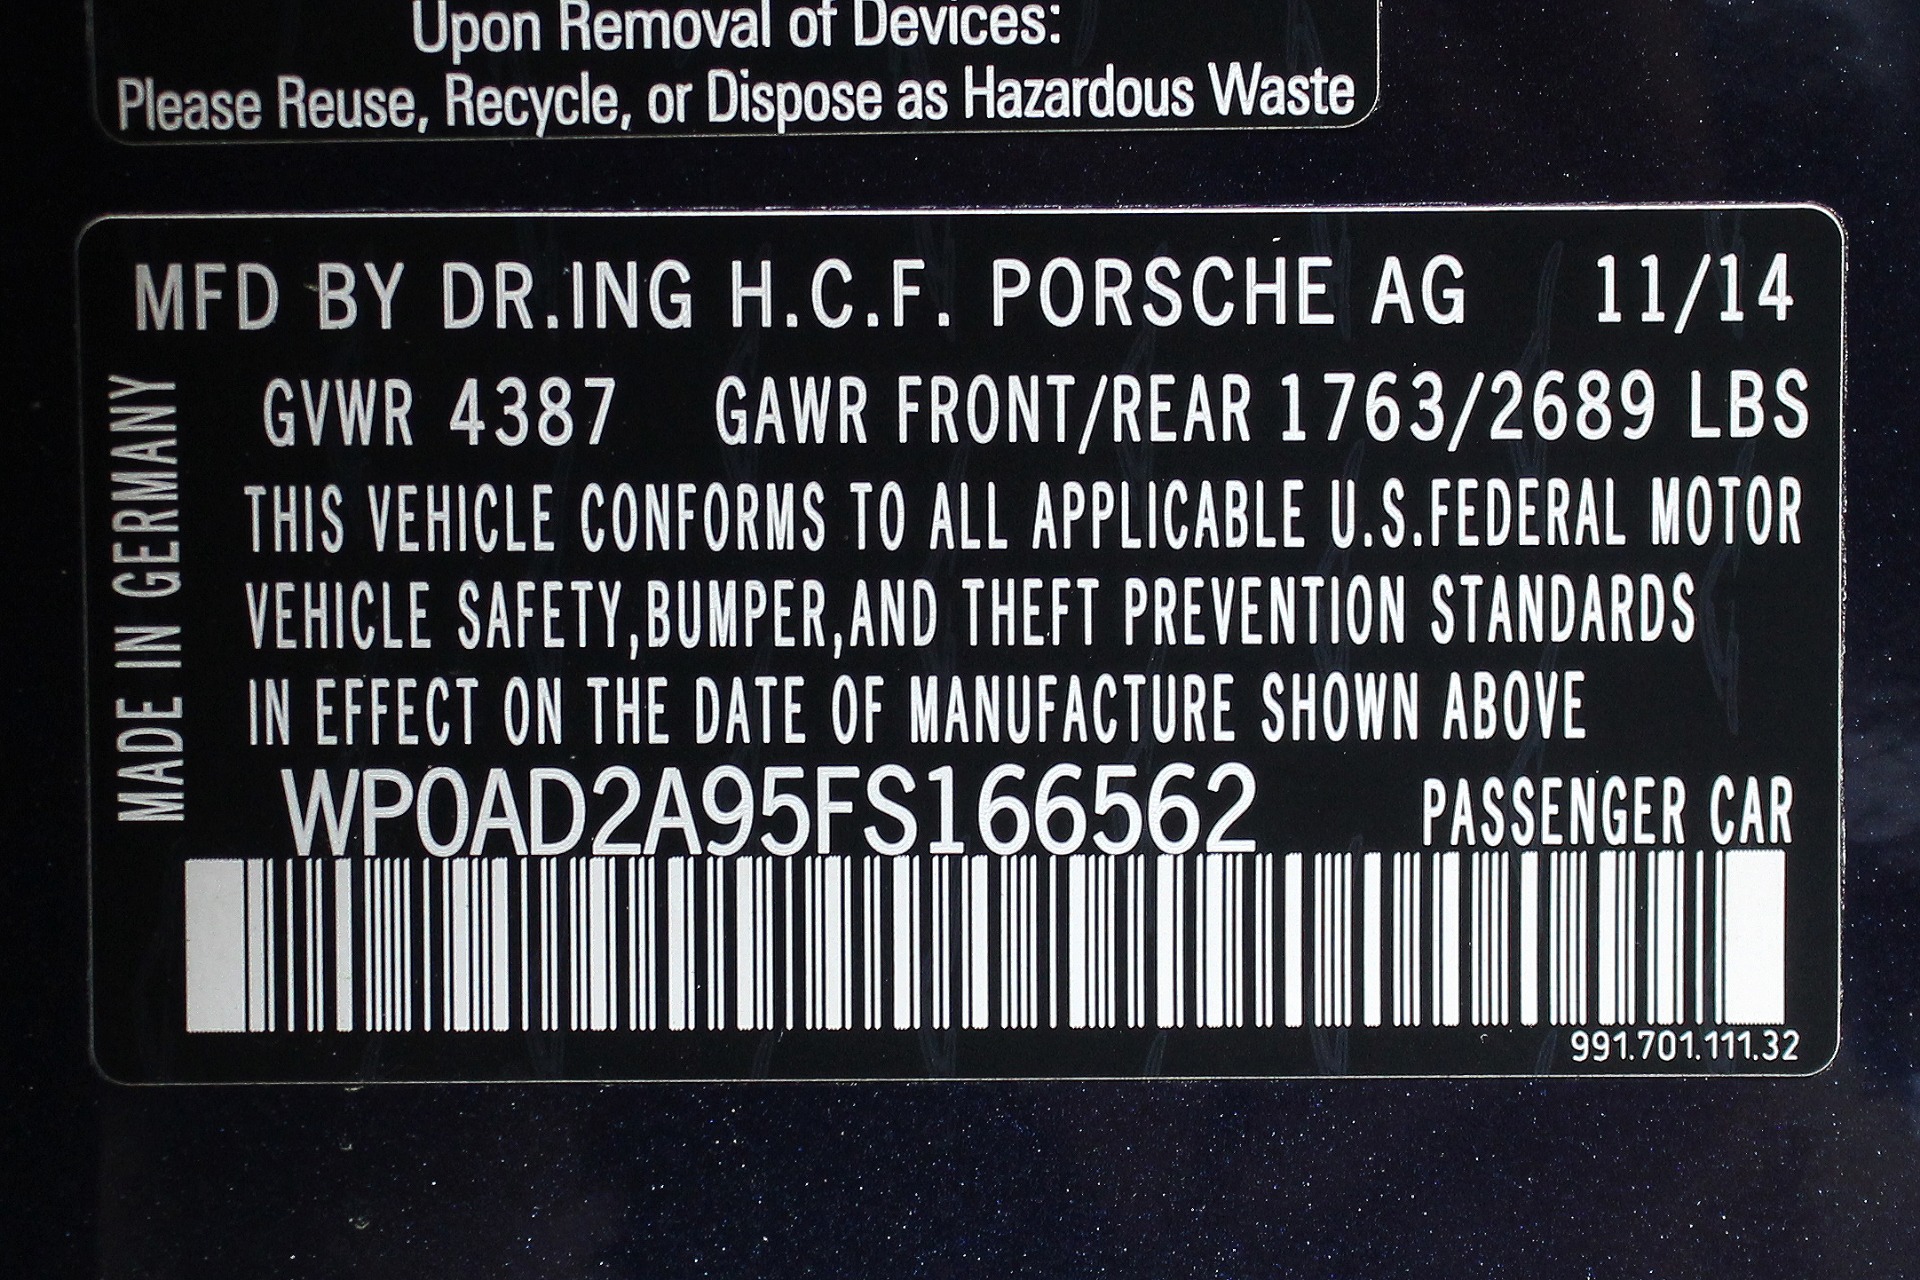 Upon Removal of Devices:
Please Reuse, Recycle, or Dispose as Hazardous Waste
MFD BY DR.ING H.C.F. PORSCHE AG 11/14
GVWR 4387 GAWR FRONT/REAR 1763/2689 LBS
THIS VEHICLE CONFORMS TO ALL APPLICABLE U.S.FEDERAL MOTOR
VEHICLE SAFETY,BUMPER,AND THEFT PREVENTION STANDARDS
IN EFFECT ON THE DATE OF MANUFACTURE SHOWN ABOVE
WP0AD2A95FS166562 PASSENGER CAR
991.701.111.32
MADE IN GERMANY